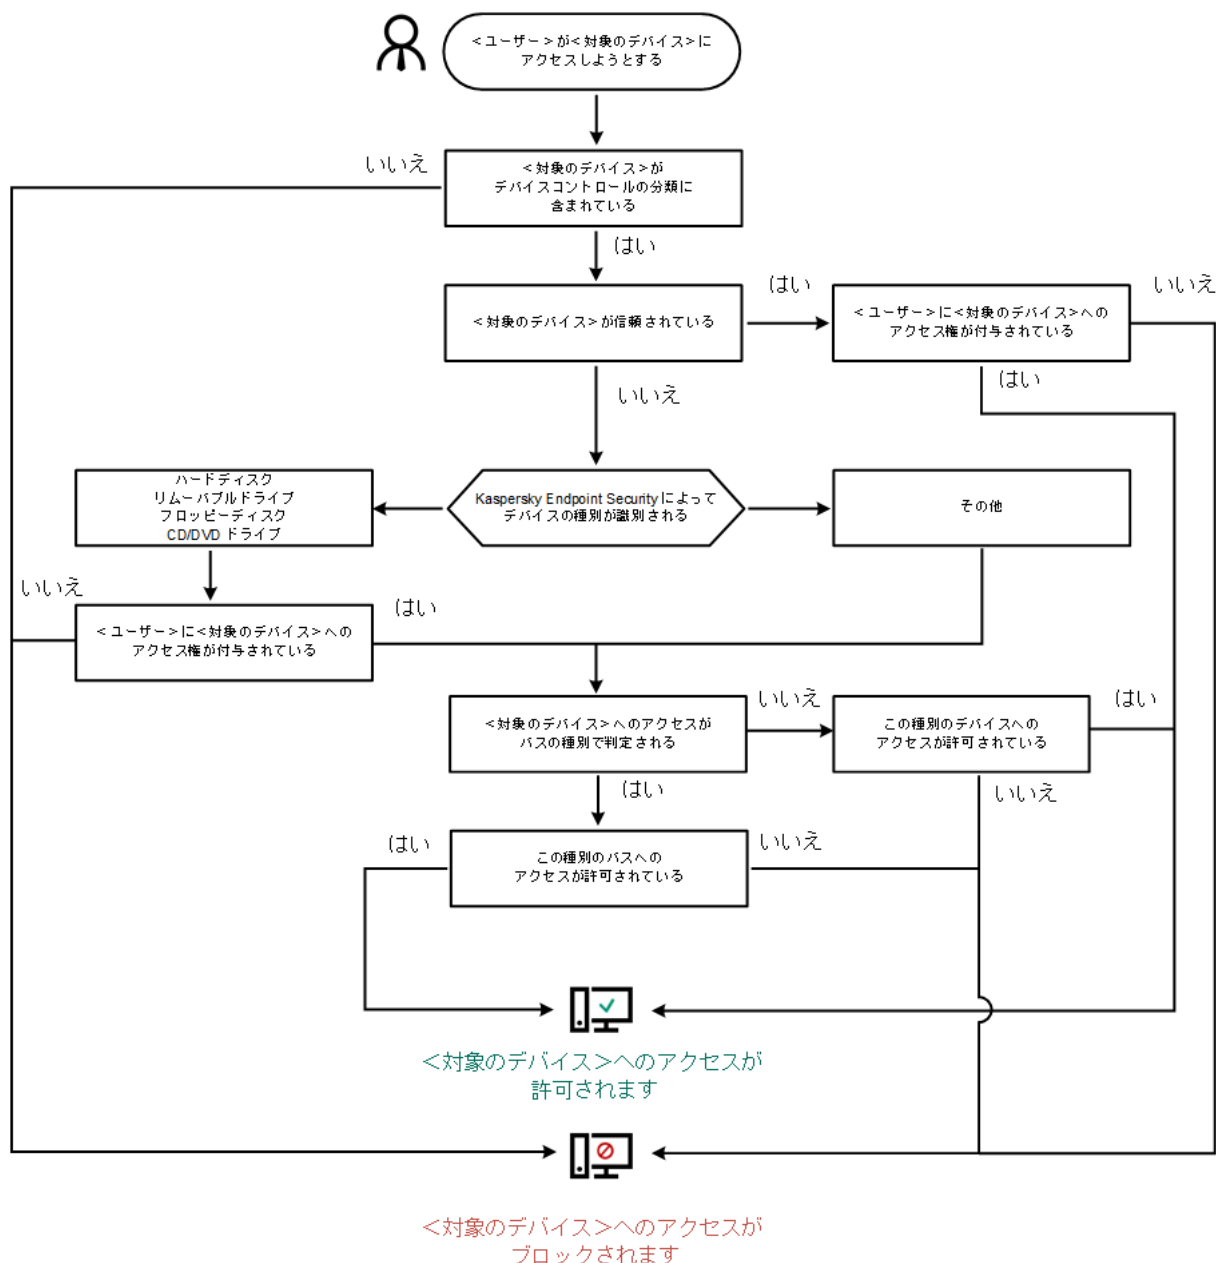 <ユーザー>が<対象のデバイス>に
アクセスしようとする
いいえ
<対象のデバイス>が
デバイスコントロールの分類に
含まれている
はい
<対象のデバイス>が信頼されている
はい
<ユーザー>に<対象のデバイス>への
アクセス権が付与されている
いいえ
はい
いいえ
ハードディスク
リムーバブルドライブ
フロッピーディスク
CD/DVD ドライブ
Kaspersky Endpoint Securityによって
デバイスの種別が識別される
その他
いいえ
<ユーザー>に<対象のデバイス>への
アクセス権が付与されている
はい
<対象のデバイス>へのアクセスが
バスの種別で判定される
いいえ
この種別のデバイスへの
アクセスが許可されている
はい
はい
いいえ
はい
この種別のバスへの
アクセスが許可されている
いいえ
<対象のデバイス>へのアクセスが
許可されます
<対象のデバイス>へのアクセスが
ブロックされます